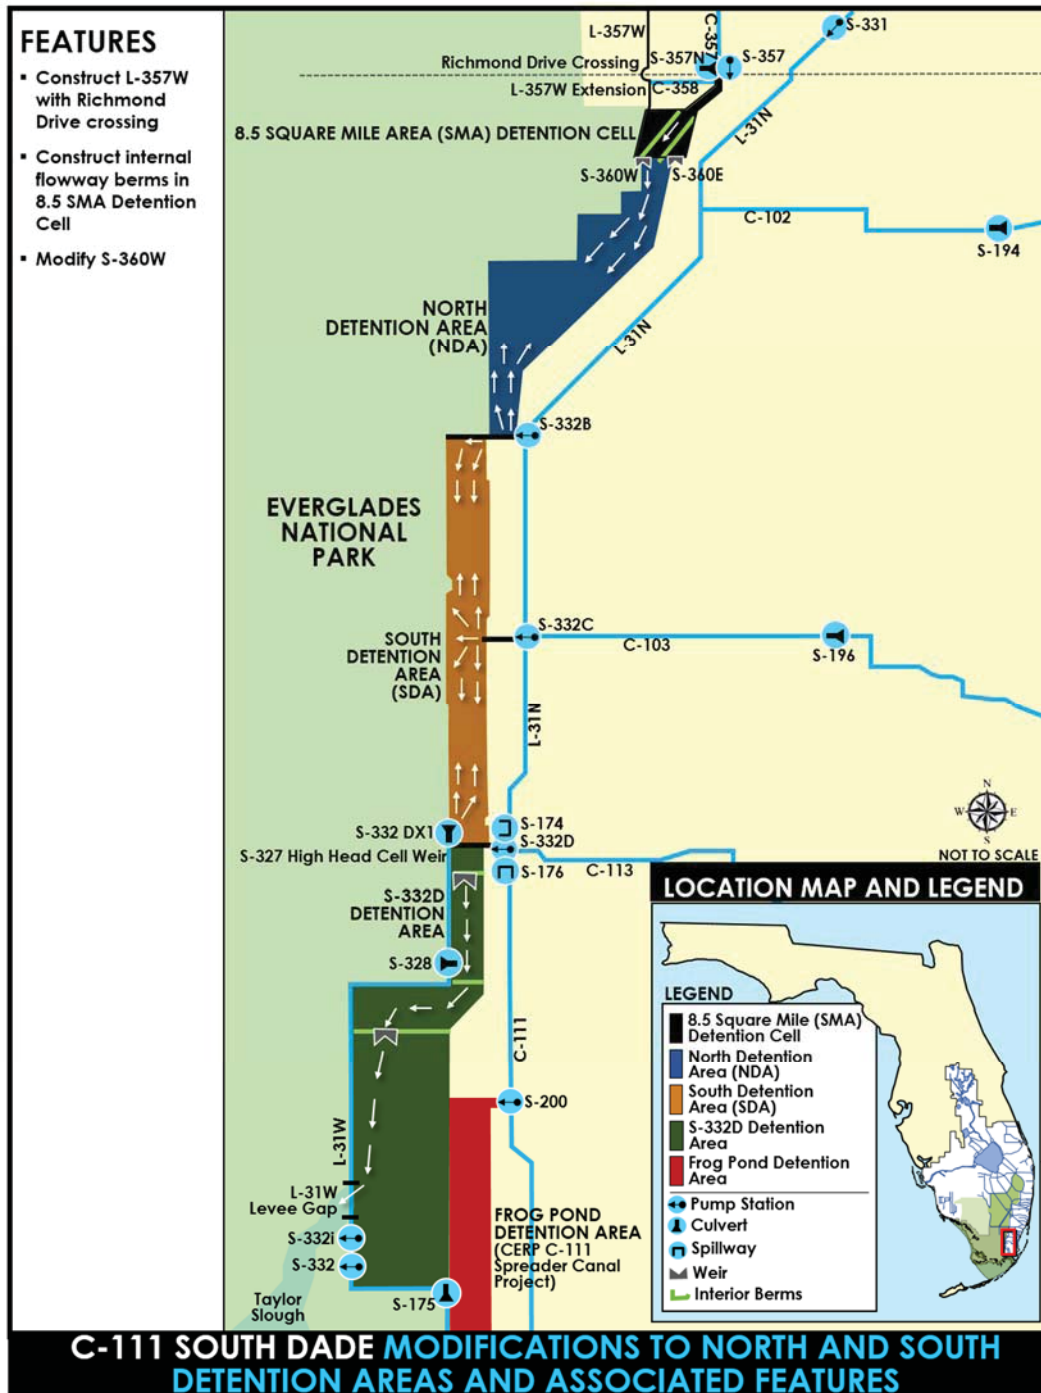 FEATURES
▪ Construct L-357W
with Richmond
Drive crossing
▪ Construct internal
flowway berms in
8.5 SMA Detention
Cell
▪ Modify S-360W
L-357W
C-357
S-331
Richmond Drive Crossing
S-357N
S-357
L-357W Extension
C-358
8.5 SQUARE MILE AREA (SMA) DETENTION CELL
L-31N
S-360W
S-360E
C-102
S-194
NORTH
DETENTION AREA
(NDA)
L-31N
S-332B
EVERGLADES
NATIONAL
PARK
S-332C
C-103
S-196
SOUTH
DETENTION
AREA
(SDA)
L-31N
N
W
E
S
NOT TO SCALE
S-332 DX1
S-174
S-332D
S-327 High Head Cell Weir
S-176
C-113
S-332D
DETENTION
AREA
S-328
C-111
S-200
L-31W
L-31W
Levee Gap
S-332i
S-332
Taylor
Slough
S-175
FROG POND
DETENTION AREA
(CERP C-111
Spreader Canal
Project)
LOCATION MAP AND LEGEND
LEGEND
8.5 Square Mile (SMA)
Detention Cell
North Detention
Area (NDA)
South Detention
Area (SDA)
S-332D Detention
Area
Frog Pond Detention
Area
Pump Station
Culvert
Spillway
Weir
Interior Berms
C-111 SOUTH DADE MODIFICATIONS TO NORTH AND SOUTH
DETENTION AREAS AND ASSOCIATED FEATURES